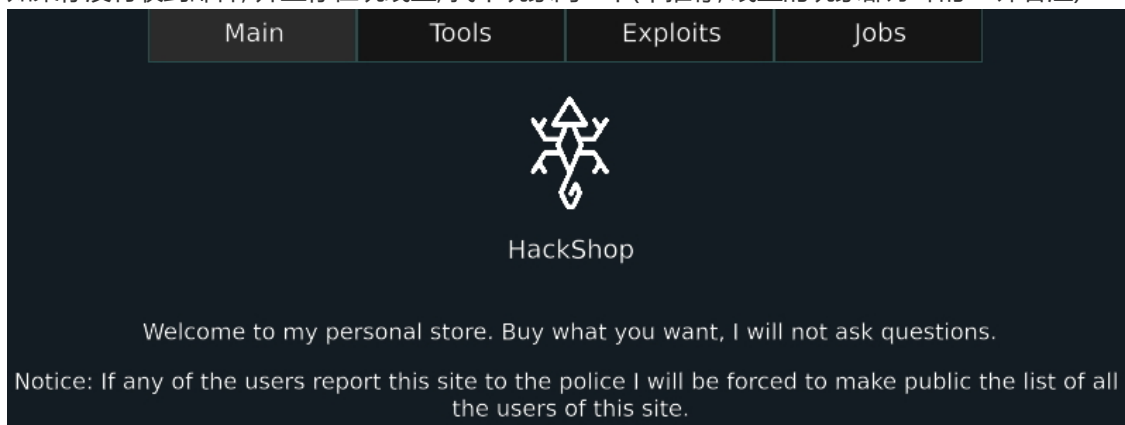 Main
Tools
Exploits
Jobs
HackShop
Welcome to my personal store. Buy what you want, I will not ask questions.
Notice: If any of the users report this site to the police I will be forced to make public the list of all
the users of this site.